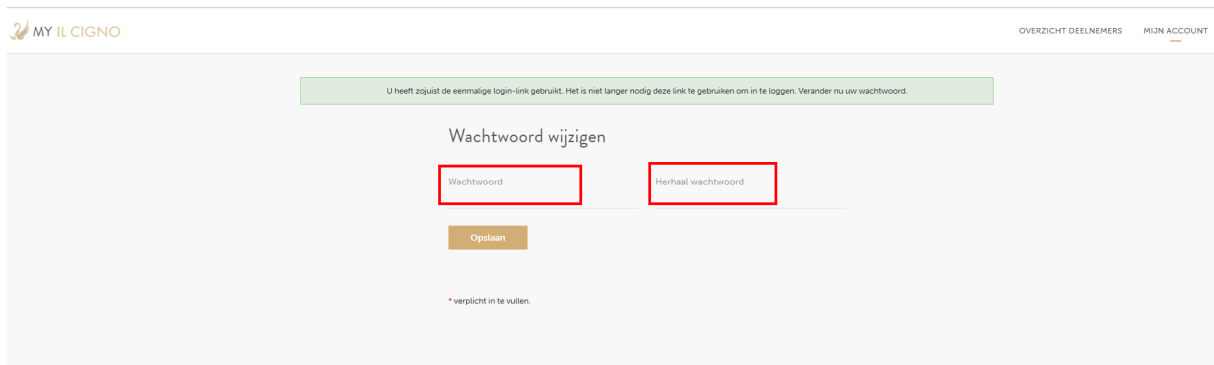 MY IL CIGNO
OVERZICHT DEELNEMERS MIJN ACCOUNT
U heeft zojuist de eenmalige login-link gebruikt. Het is niet langer nodig deze link te gebruiken om in te loggen. Verander nu uw wachtwoord.
Wachtwoord wijzigen
Wachtwoord Herhaal wachtwoord
Opslaan
* verplicht in te vullen.